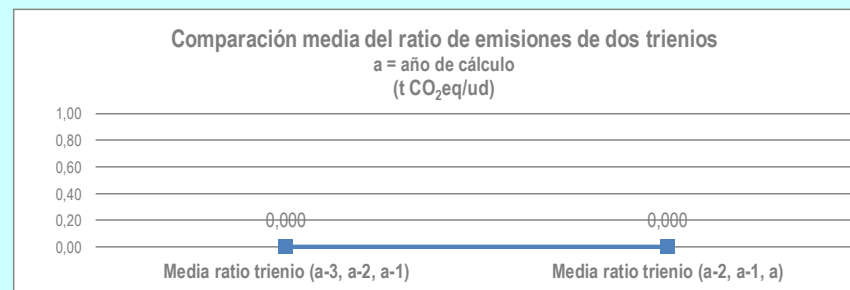 Comparación media del ratio de emisiones de dos trienios
a = año de cálculo
(t CO₂eq/ud)
1,00
0,80
0,60
0,40
0,20
0,00
0,000 0,000
Media ratio trienio (a-3, a-2, a-1) Media ratio trienio (a-2, a-1, a)